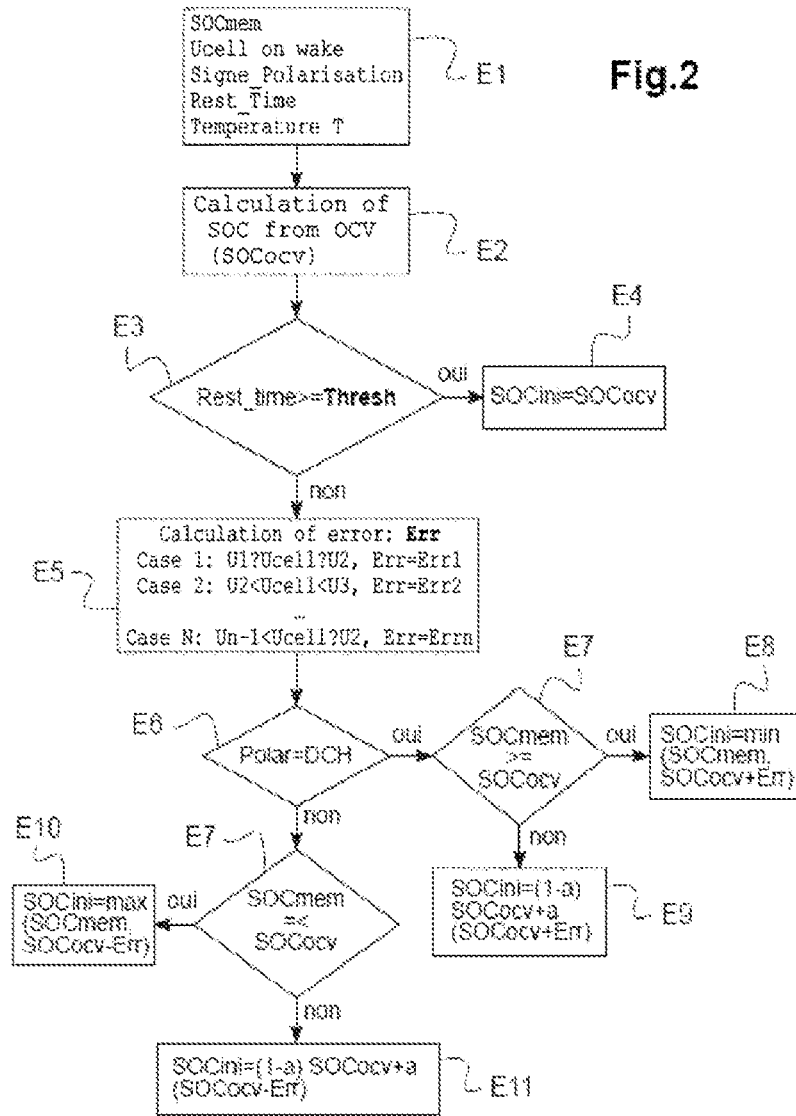 Fig.2
SOCmem
Ucell on wake
Signe_Polarisation
Rest_Time
Temperature T
E1
Calculation of
SOC from OCV
(SOCocv)
E2
E3
Rest_time>=Thresh
oui
E4
SOCini=SOCocv
non
E5
Calculation of error: Err
Case 1: U1?Ucell?U2, Err=Err1
Case 2: U2<Ucell<U3, Err=Err2
…
Case N: Un-1<Ucell?U2, Err=Errn
E6
Polar=DCH
oui
E7
SOCmem
>=
SOCocv
oui
E8
SOCini=min
(SOCmem,
SOCocv+Err)
non
E9
SOCini=(1-a)
SOCocv+a
(SOCocv+Err)
non
E7
SOCmem
=<
SOCocv
oui
E10
SOCini=max
(SOCmem,
SOCocv-Err)
non
SOCini=(1-a) SOCocv+a
(SOCocv-Err)
E11